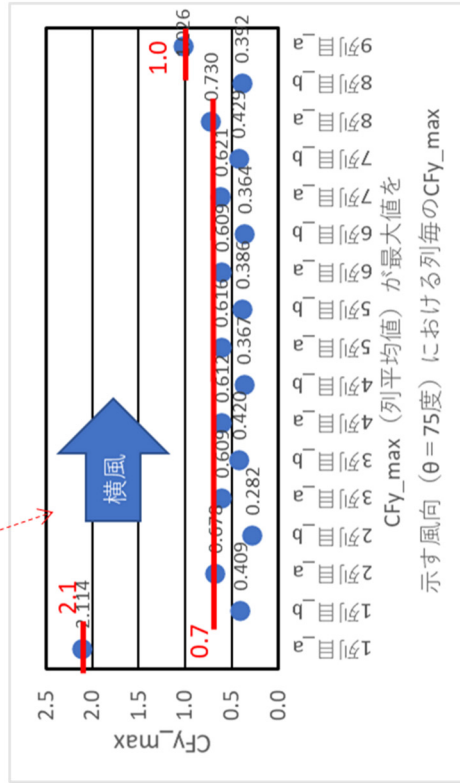 CFy_max
2.5
2.0
1.5
1.0
0.5
0.0
2.1
2.114
0.7
横風
1.0
0.409
0.678
0.282
0.609
0.420
0.612
0.367
0.616
0.386
0.609
0.364
0.621
0.429
0.730
0.392
1.026
1列目_a
1列目_b
2列目_a
2列目_b
3列目_a
3列目_b
4列目_a
4列目_b
5列目_a
5列目_b
6列目_a
6列目_b
7列目_a
7列目_b
8列目_a
8列目_b
9列目_a
CFy_max（列平均値）が最大値を
示す風向（θ＝75度）における列毎のCFy_max